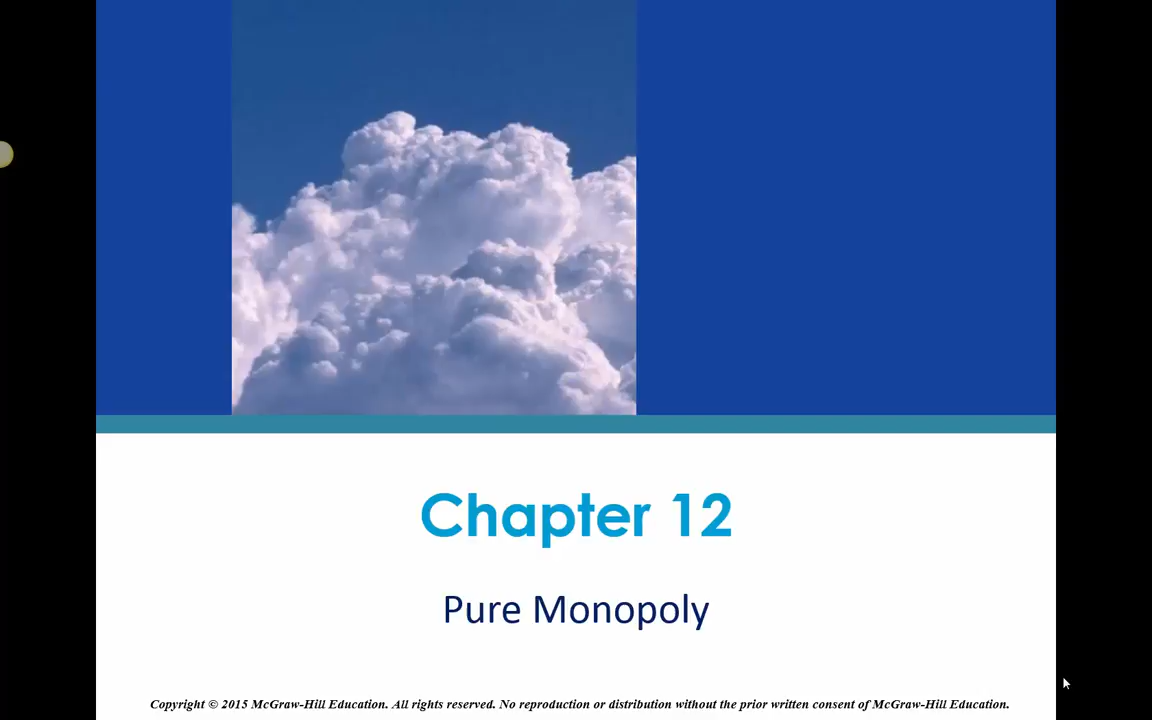 Chapter 12
Pure Monopoly
Copyright © 2015 McGraw-Hill Education. All rights reserved. No reproduction or distribution without the prior written consent of McGraw-Hill Education.